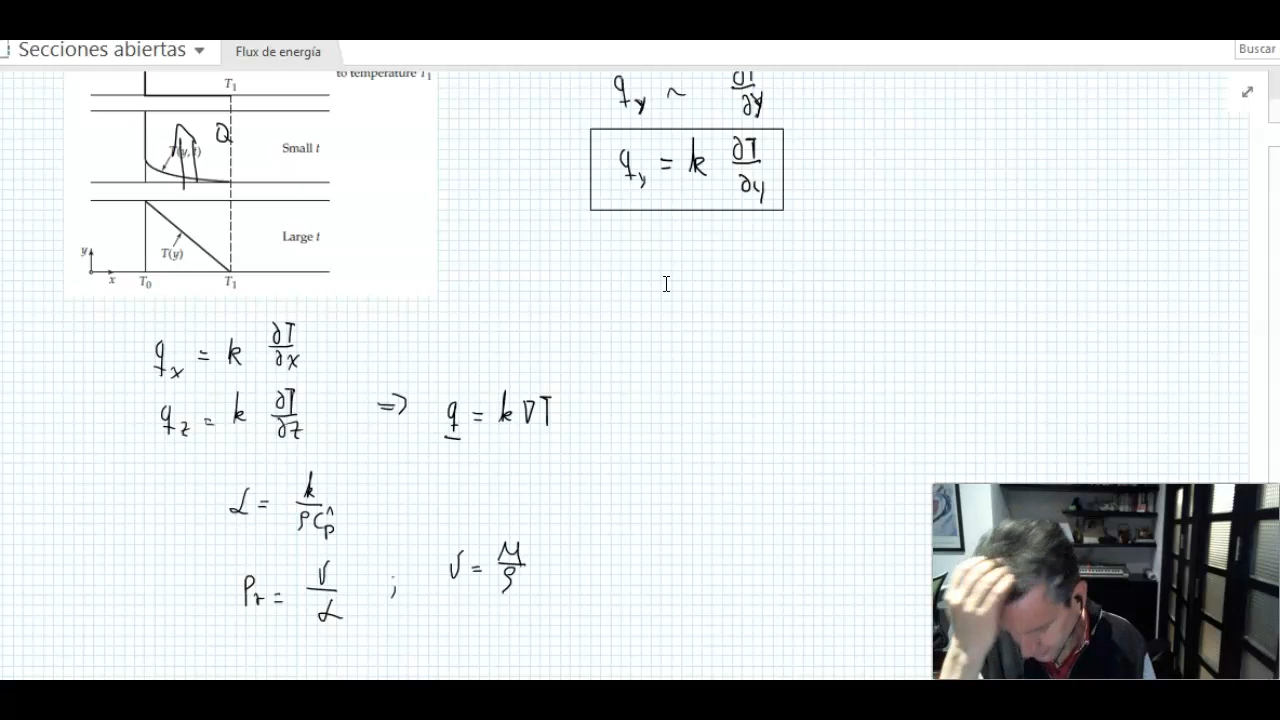 Secciones abiertas
Flux de energía
Buscar
to temperature T₁
T₁
Q
T(y, t)
Small t
T(y)
Large t
y
x
T₀
T₁
q_y ~ ∂T/∂y
q_y = k ∂T/∂y
q_x = k ∂T/∂x
q_z = k ∂T/∂z => q = k ∇T
α = k/ρĈp
Pr = ν/α ; ν = μ/ρ